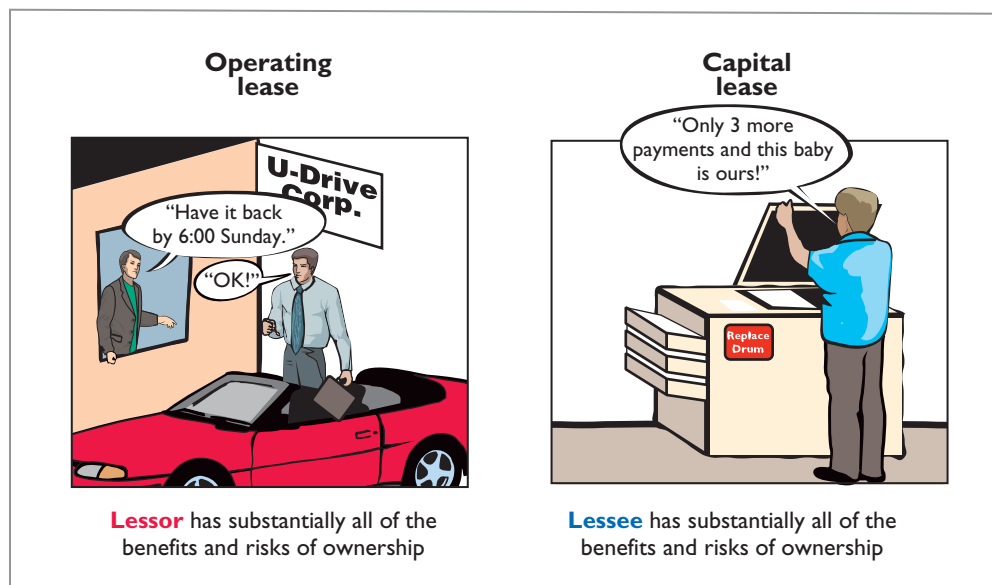 Operating
lease
U-Drive
Corp.
“Have it back
by 6:00 Sunday.”
“OK!”
Lessor has substantially all of the
benefits and risks of ownership
Capital
lease
“Only 3 more
payments and this baby
is ours!”
Replace
Drum
Lessee has substantially all of the
benefits and risks of ownership